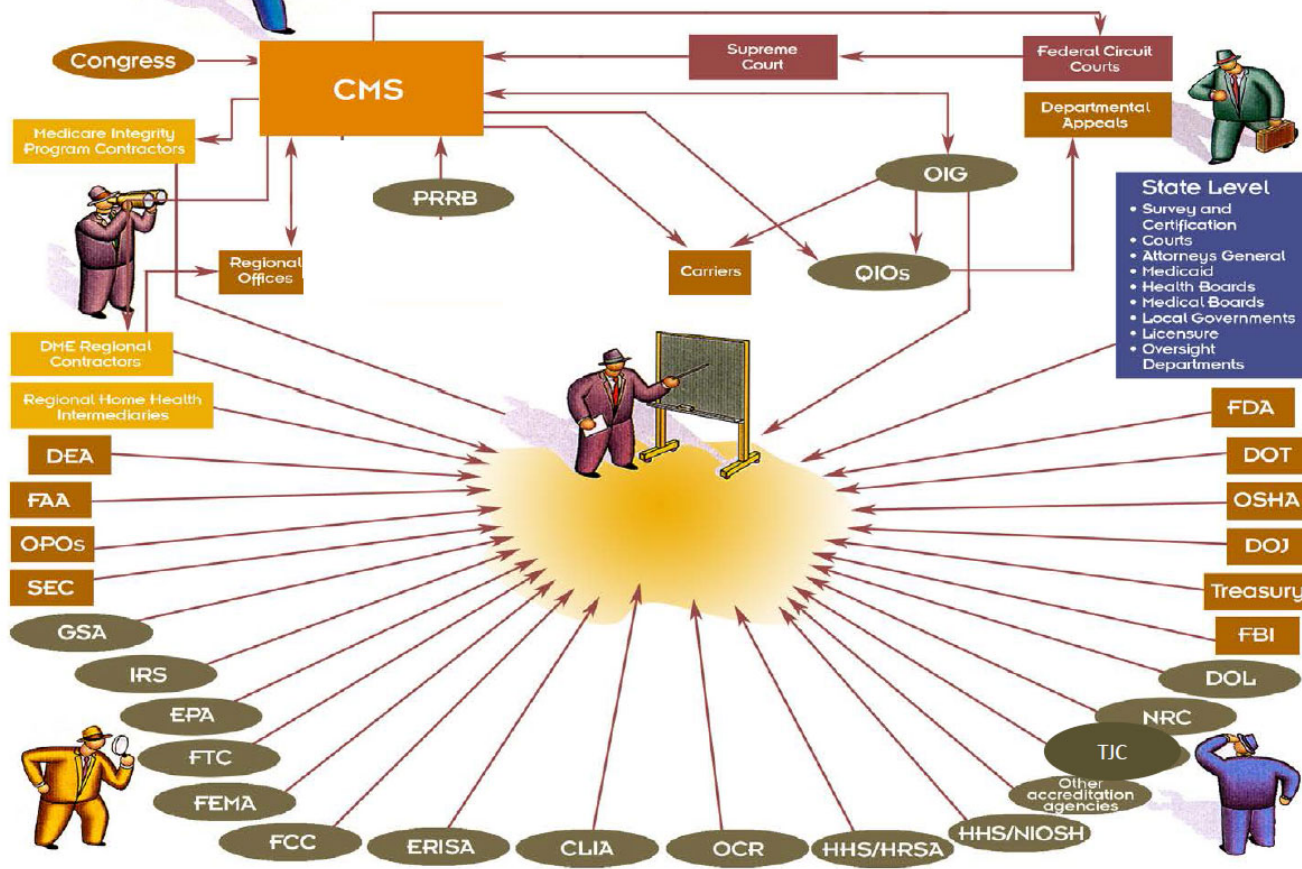 Congress
CMS
Supreme
Court
Federal Circuit
Courts
Departmental
Appeals
Medicare Integrity
Program Contractors
PRRB
OIG
State Level
• Survey and
Certification
• Courts
• Attorneys General
• Medicaid
• Health Boards
• Medical Boards
• Local Governments
• Licensure
• Oversight
Departments
Regional
Offices
Carriers
QIOs
DME Regional
Contractors
Regional Home Health
Intermediaries
DEA
FAA
OPOs
SEC
GSA
IRS
EPA
FTC
FEMA
FCC
ERISA
CLIA
OCR
HHS/HRSA
HHS/NIOSH
Other
accreditation
agencies
TJC
NRC
DOL
FBI
Treasury
DOJ
OSHA
DOT
FDA